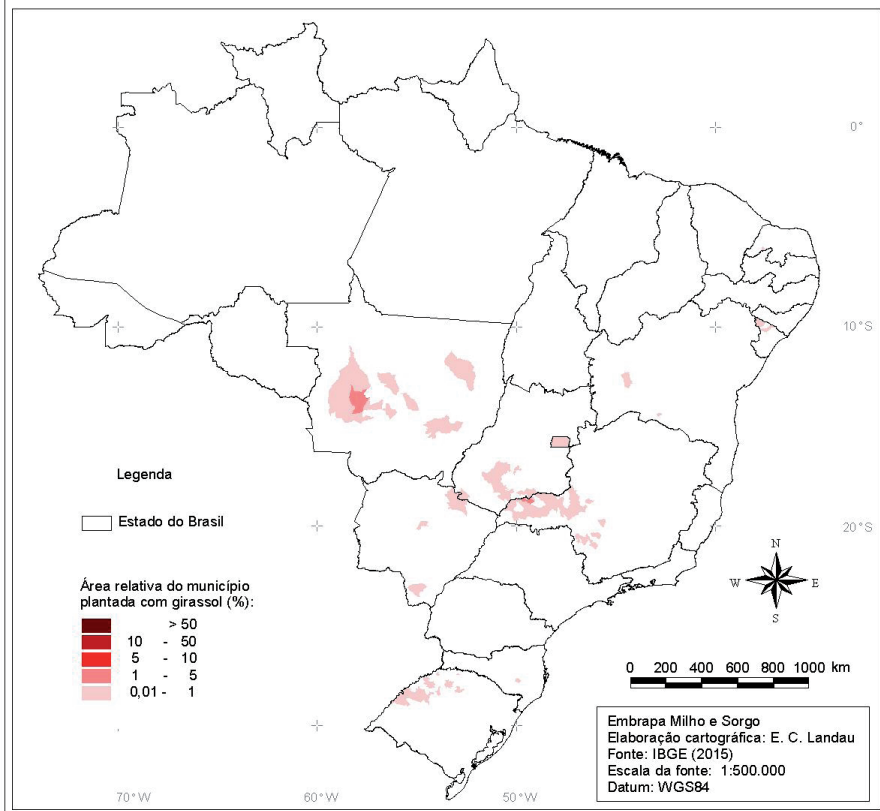 0°
10°S
Legenda
Estado do Brasil
20°S
N
W E
S
Área relativa do município
plantada com girassol (%):
> 50
10 - 50
5 - 10
1 - 5
0,01 - 1
0 200 400 600 800 1000 km
Embrapa Milho e Sorgo
Elaboração cartográfica: E. C. Landau
Fonte: IBGE (2015)
Escala da fonte: 1:500.000
Datum: WGS84
70°W 60°W 50°W